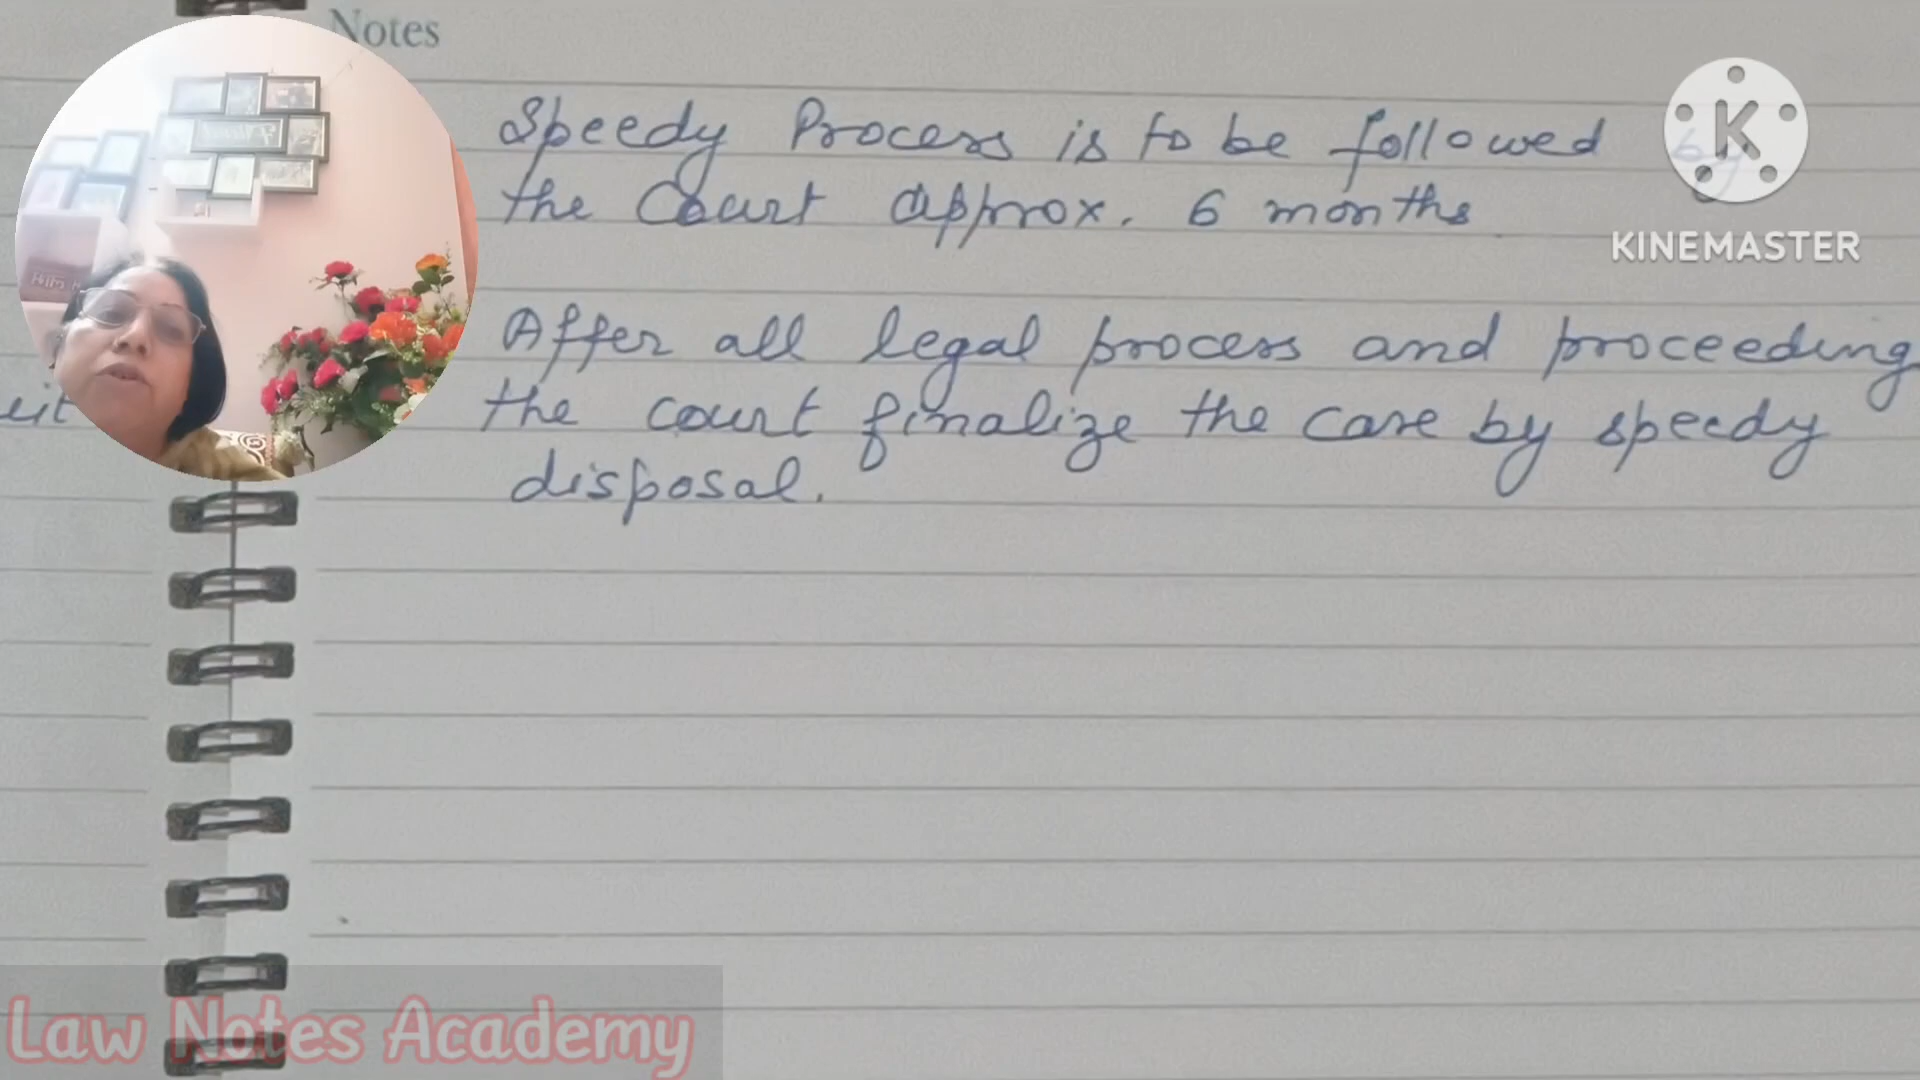 Notes
Speedy Process is to be followed by
the Court approx. 6 months
After all legal process and proceeding
the court finalize the case by speedy
disposal.
KINEMASTER
Law Notes Academy